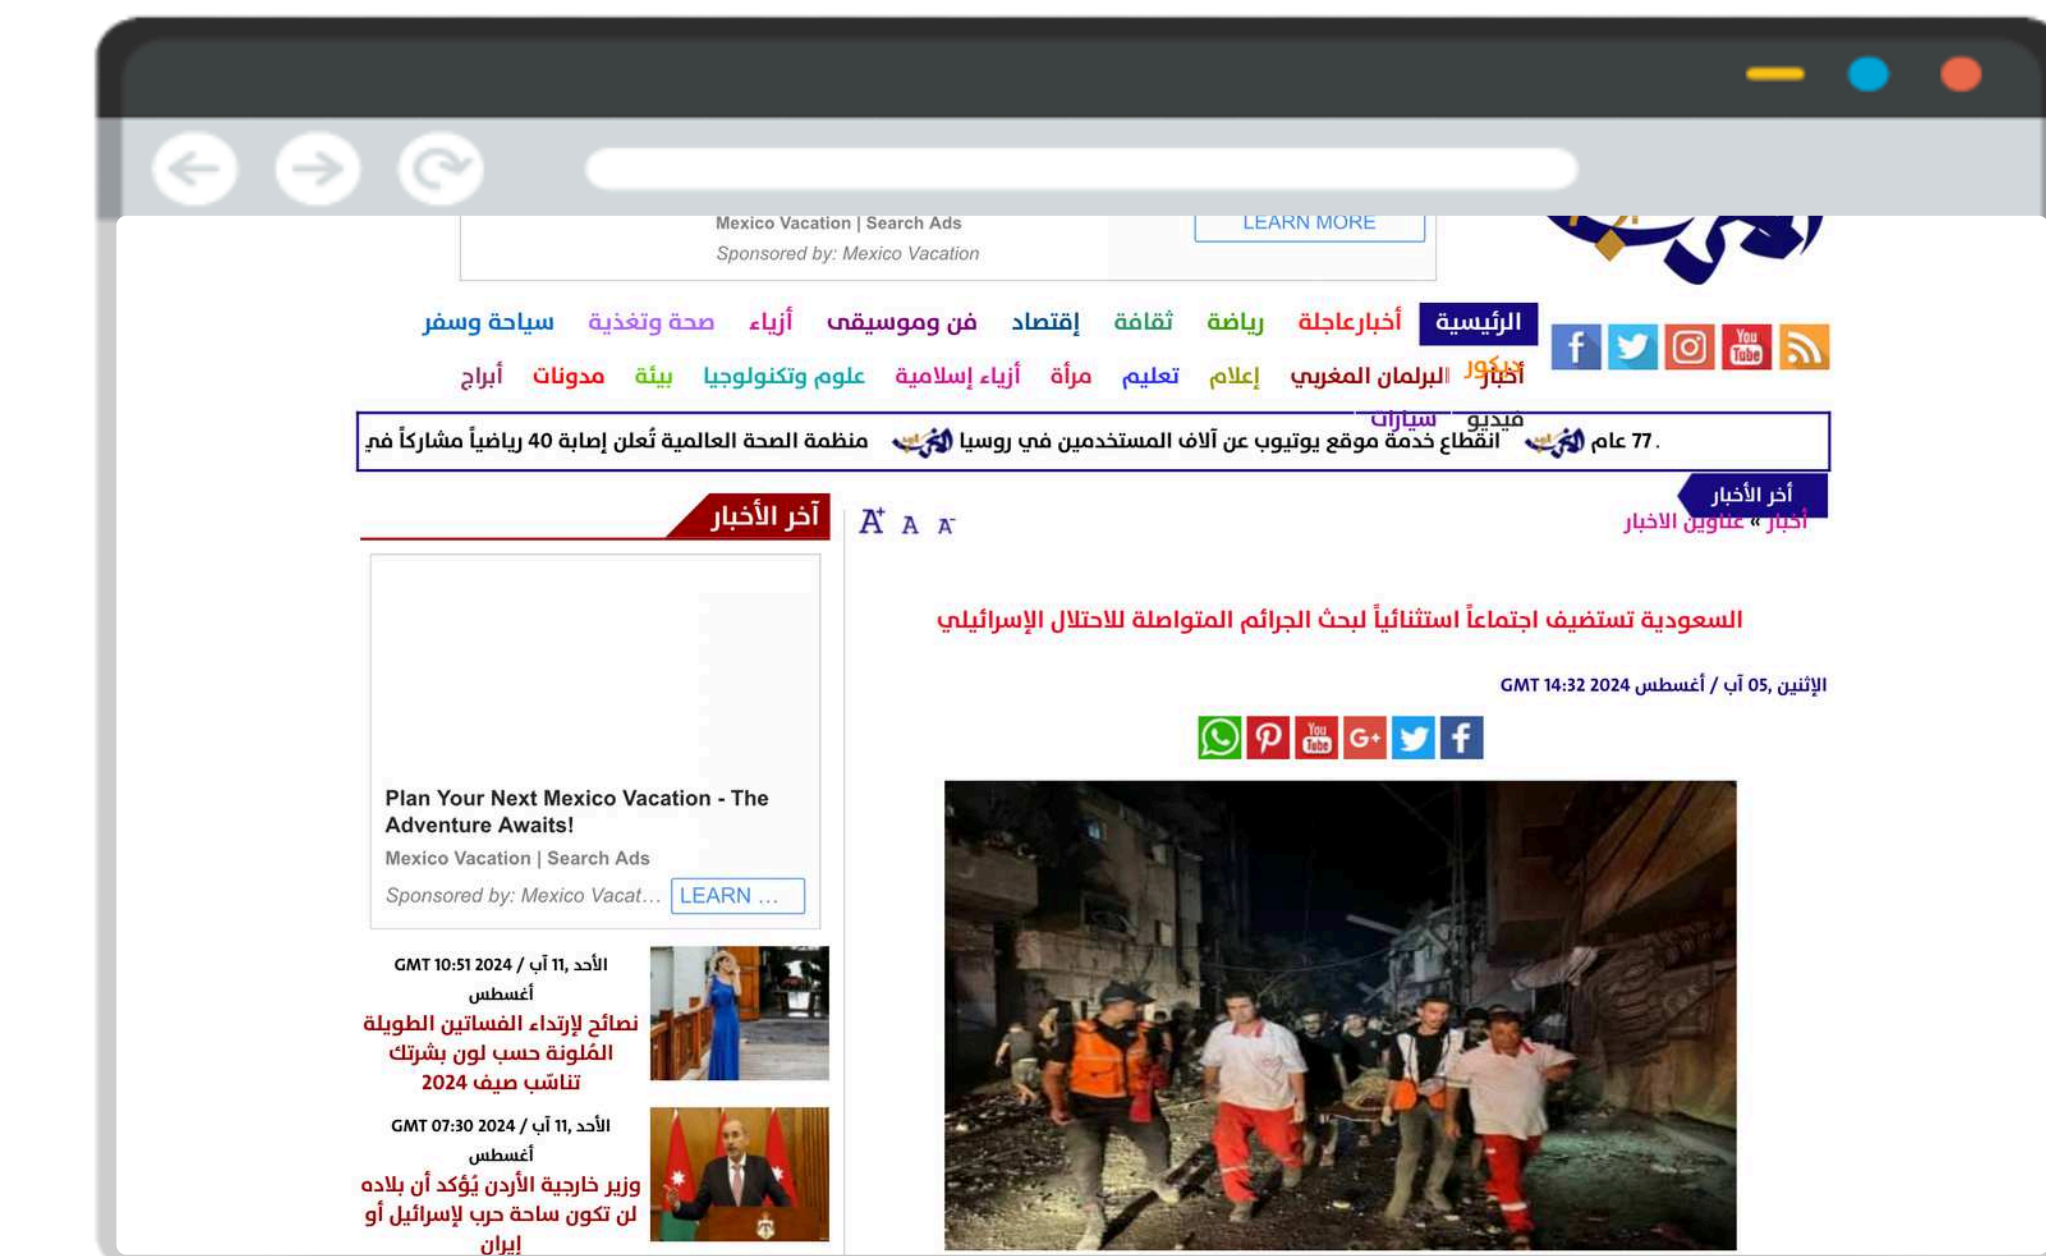 Mexico Vacation | Search Ads
LEARN MORE
Sponsored by: Mexico Vacation
الرئيسية أخبارعاجلة رياضة ثقافة إقتصاد فن وموسيقى أزياء صحة وتغذية سياحة وسفر
ديكور
أخبار البرلمان المغربي إعلام تعليم مرأة أزياء إسلامية علوم وتكنولوجيا بيئة مدونات أبراج
فيديو سيارات
77 عام. انقطاع خدمة موقع يوتيوب عن آلاف المستخدمين في روسيا منظمة الصحة العالمية تُعلن إصابة 40 رياضياً مشاركاً في
أخر الأخبار
أخبار » عناوين الاخبار
A+ A A-
السعودية تستضيف اجتماعاً استثنائياً لبحث الجرائم المتواصلة للاحتلال الإسرائيلي
الإثنين ,05 آب / أغسطس GMT 14:32 2024
آخر الأخبار
Plan Your Next Mexico Vacation - The
Adventure Awaits!
Mexico Vacation | Search Ads
Sponsored by: Mexico Vacat…
LEARN …
الأحد ,11 آب / GMT 10:51 2024
أغسطس
نصائح لإرتداء الفساتين الطويلة
المُلونة حسب لون بشرتك
تناسّب صيف 2024
الأحد ,11 آب / GMT 07:30 2024
أغسطس
وزير خارجية الأردن يُؤكد أن بلاده
لن تكون ساحة حرب لإسرائيل أو
إيران